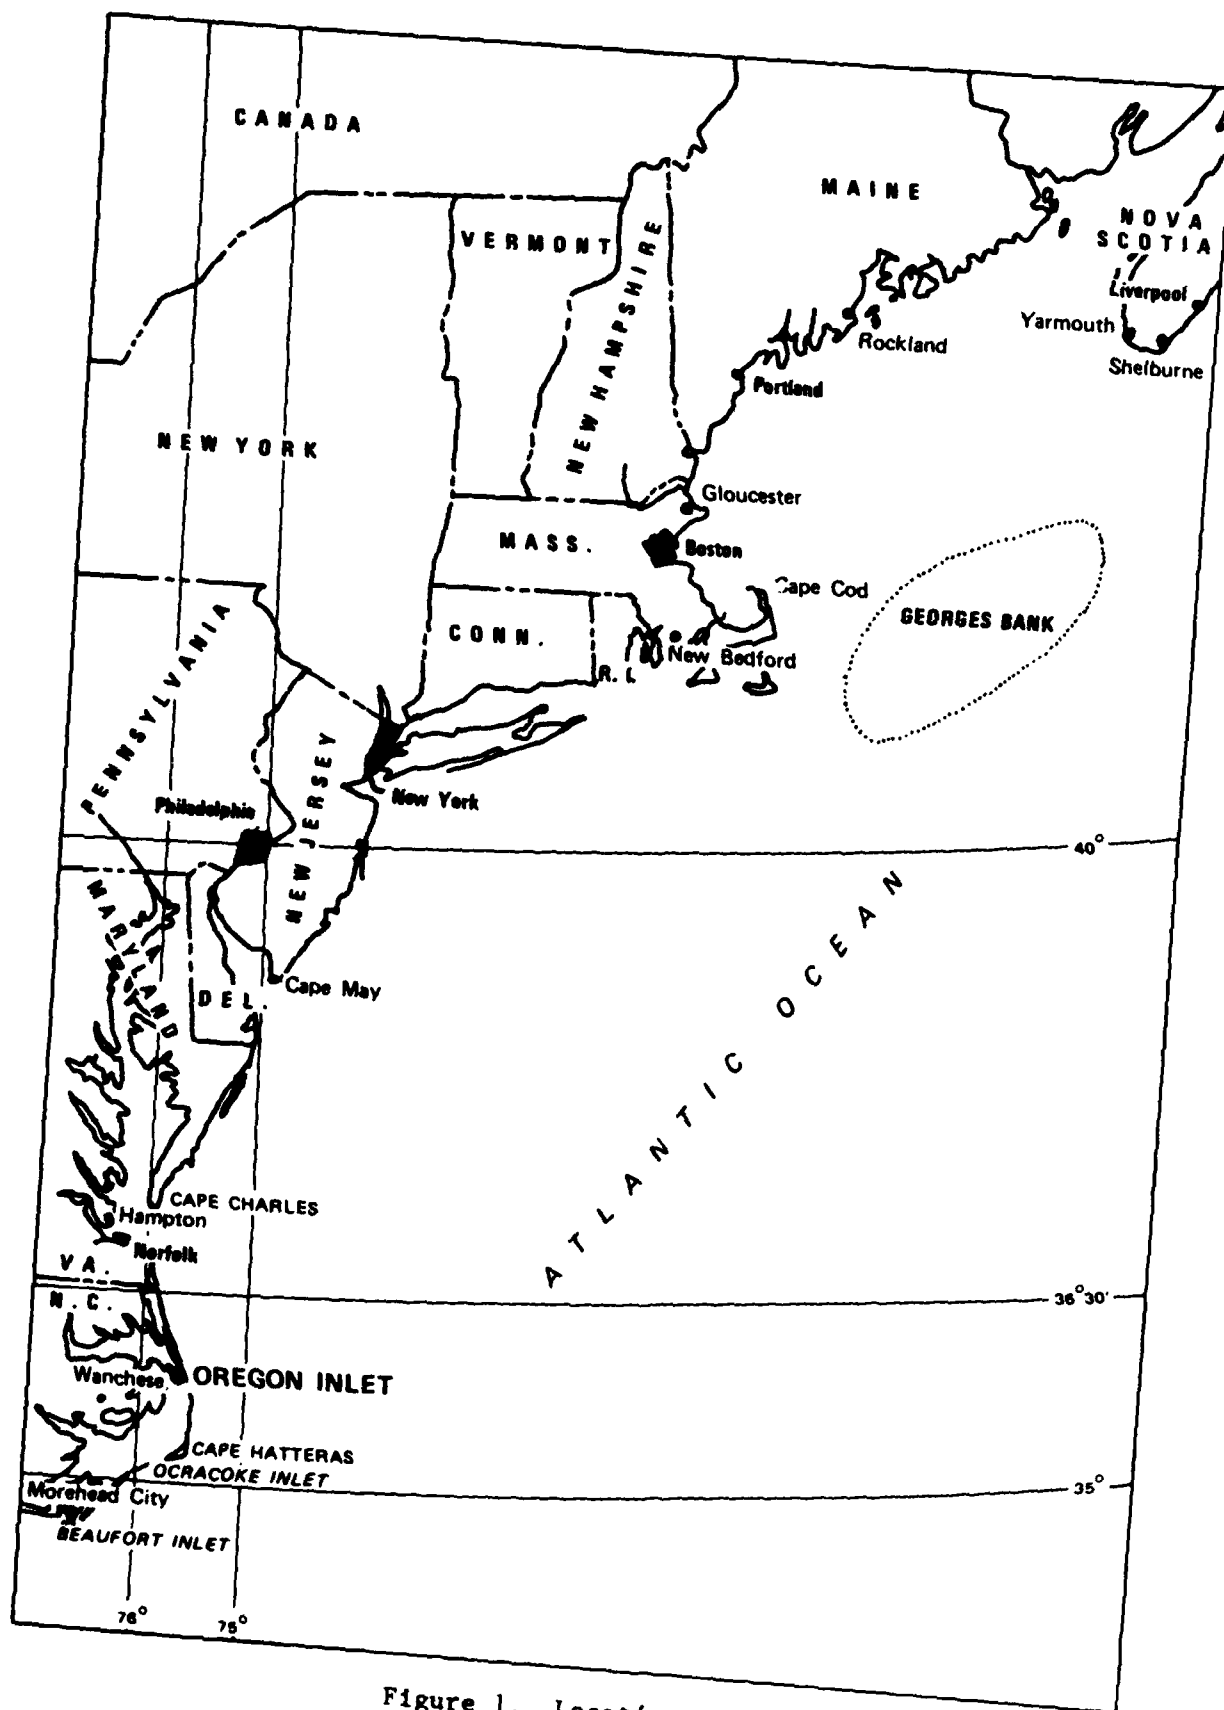 CANADA
MAINE
NOVA
SCOTIA
VERMONT
NEW HAMPSHIRE
Liverpool
Yarmouth
Shelburne
Rockland
Portland
NEW YORK
Gloucester
MASS.
Boston
Cape Cod
GEORGES BANK
CONN.
New Bedford
R.I.
PENNSYLVANIA
NEW JERSEY
New York
Philadelphia
40°
MARYLAND
ATLANTIC OCEAN
DEL.
Cape May
CAPE CHARLES
Hampton
Norfolk
VA.
N.C.
36°30'
Wanchese
OREGON INLET
CAPE HATTERAS
OCRACOKE INLET
35°
Morehead City
BEAUFORT INLET
76°
75°
Figure 1.